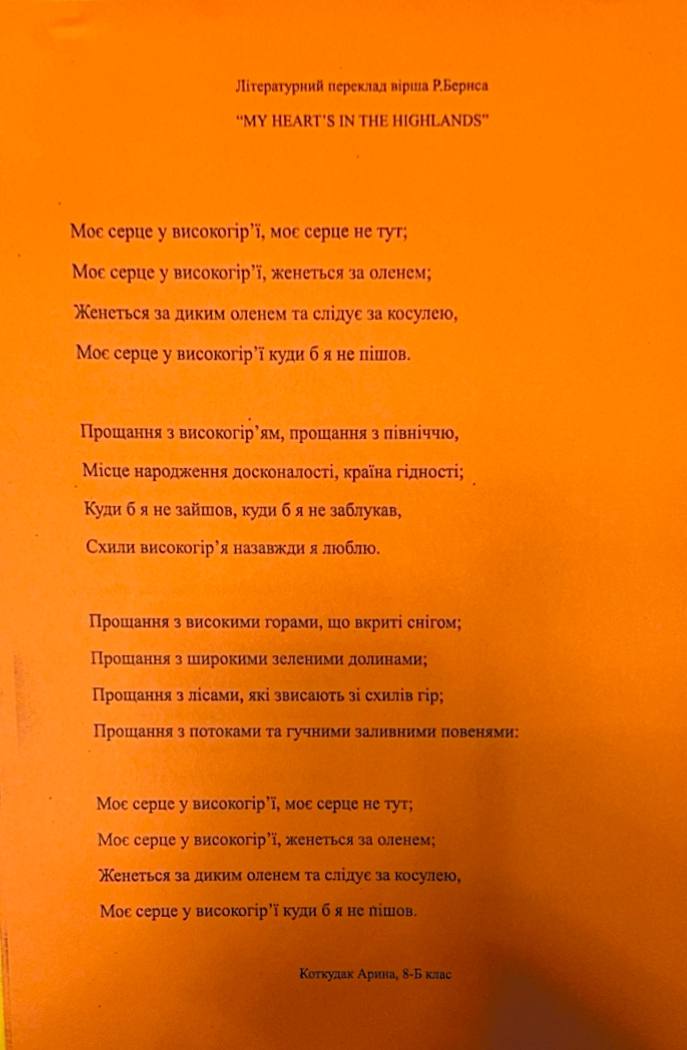 Літературний переклад вірша Р.Бернса
“MY HEART’S IN THE HIGHLANDS”
Моє серце у високогір’ї, моє серце не тут;
Моє серце у високогір’ї, женеться за оленем;
Женеться за диким оленем та слідує за косулею,
Моє серце у високогір’ї куди б я не пішов.
Прощання з високогір’ям, прощання з північчю,
Місце народження досконалості, країна гідності;
Куди б я не зайшов, куди б я не заблукав,
Схили високогір’я назавжди я люблю.
Прощання з високими горами, що вкриті снігом;
Прощання з широкими зеленими долинами;
Прощання з лісами, які звисають зі схилів гір;
Прощання з потоками та гучними заливними повенями:
Моє серце у високогір’ї, моє серце не тут;
Моє серце у високогір’ї, женеться за оленем;
Женеться за диким оленем та слідує за косулею,
Моє серце у високогір’ї куди б я не пішов.
Коткудак Арина, 8-Б клас